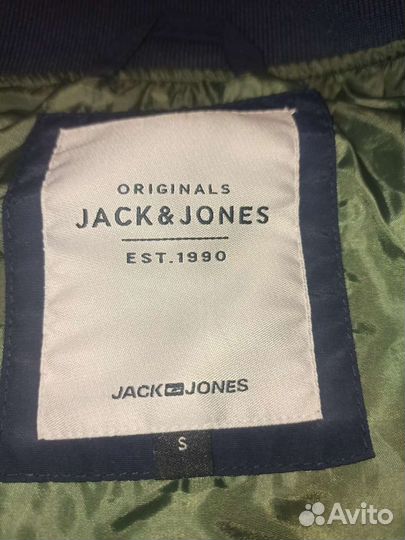 ORIGINALS
JACK&JONES
EST.1990
JACK JONES
S
Avito